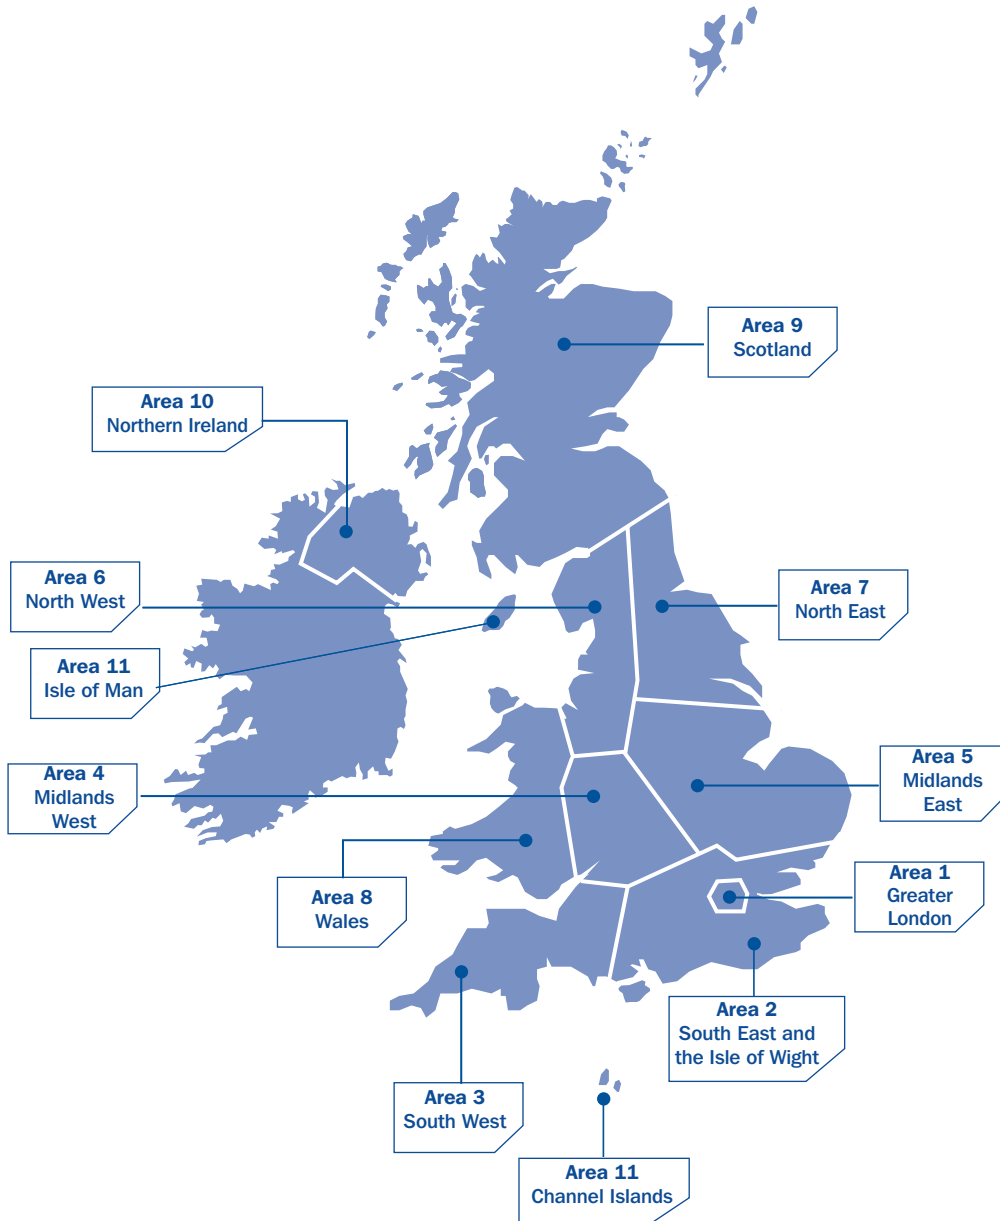 Area 9
Scotland
Area 10
Northern Ireland
Area 6
North West
Area 7
North East
Area 11
Isle of Man
Area 5
Midlands
East
Area 4
Midlands
West
Area 1
Greater
London
Area 8
Wales
Area 2
South East and
the Isle of Wight
Area 3
South West
Area 11
Channel Islands